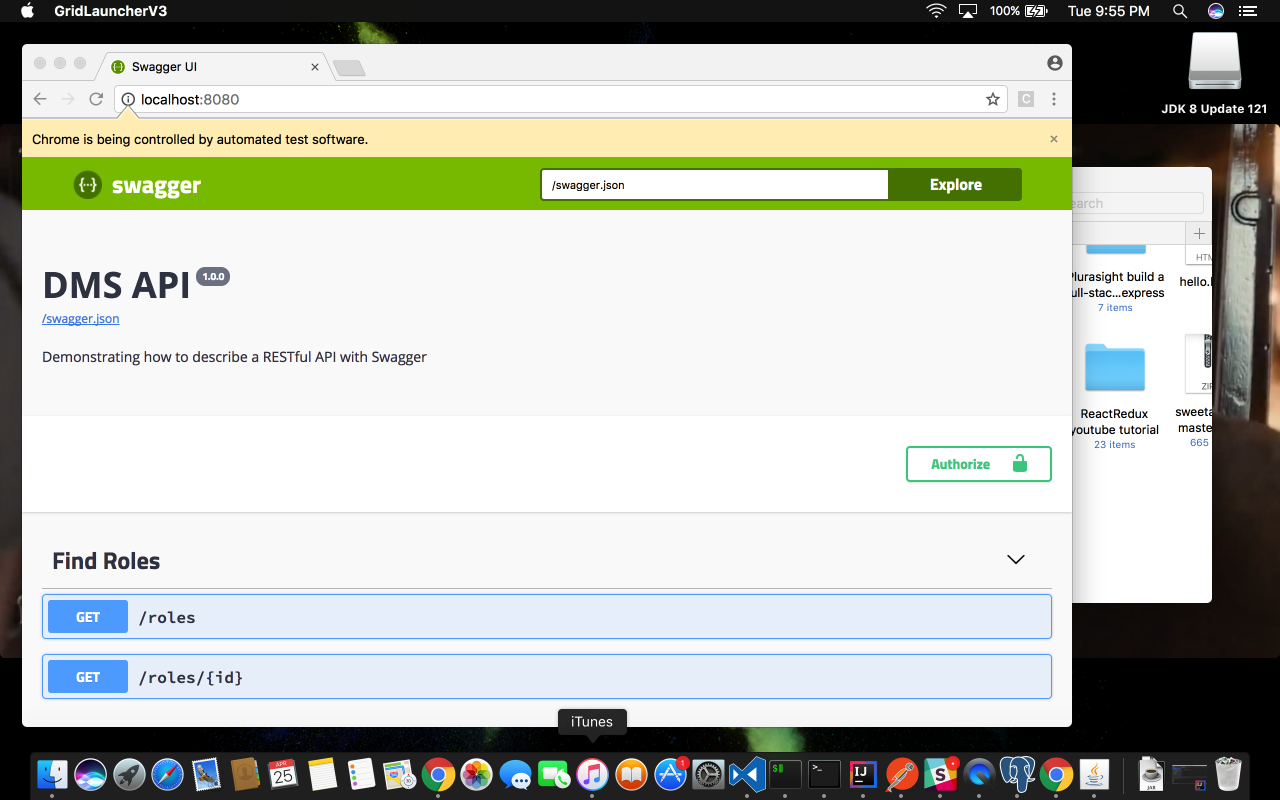 GridLauncherV3
100%
Tue 9:55 PM
Swagger UI
localhost:8080
C
Chrome is being controlled by automated test software.
swagger
/swagger.json
Explore
DMS API
1.0.0
/swagger.json
Demonstrating how to describe a RESTful API with Swagger
Authorize
Find Roles
GET /roles
GET /roles/{id}
JDK 8 Update 121
earch
HTM
Plurasight build a
ull-stac...express
7 items
hello.
ZIP
ReactRedux
youtube tutorial
23 items
sweeta
maste
665
iTunes
APR
25
1
$
>_
IJ
S
JAR